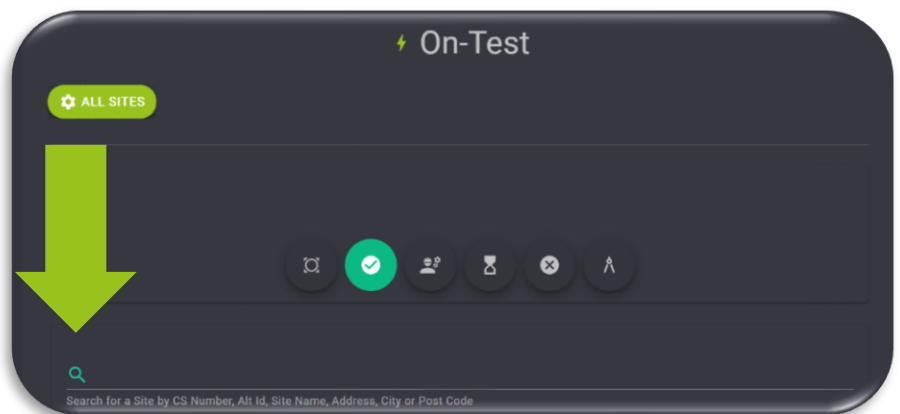 On-Test
ALL SITES
Search for a Site by CS Number, Alt Id, Site Name, Address, City or Post Code